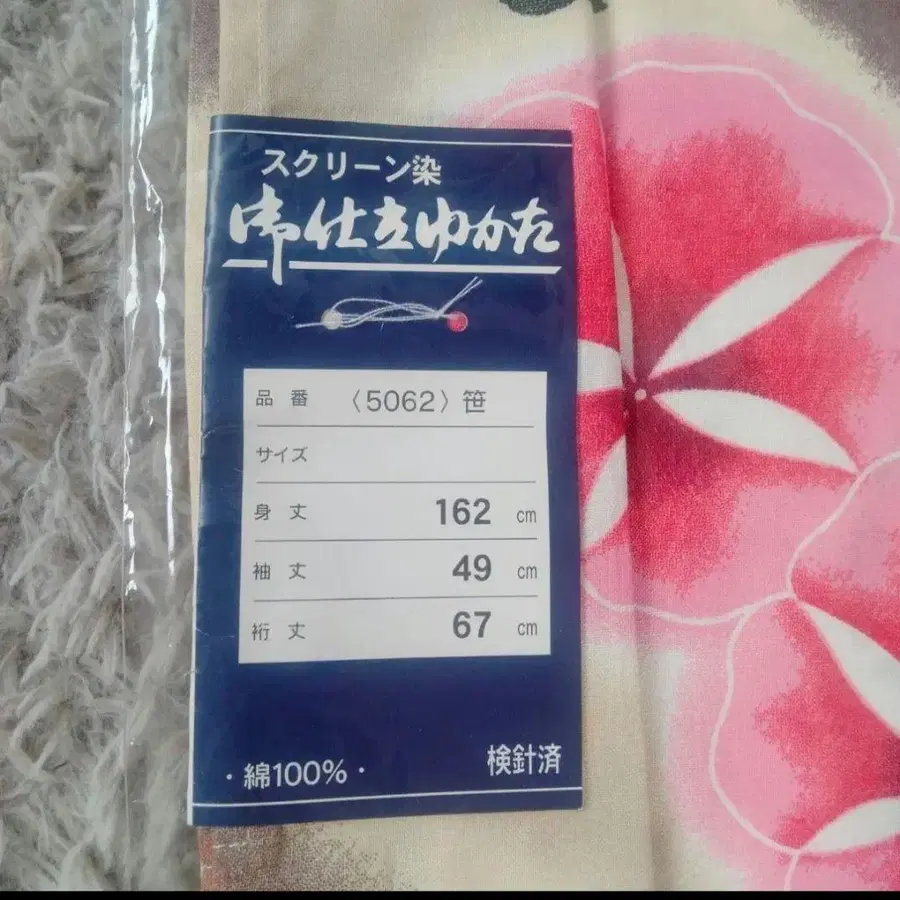 スクリーン染
御仕立ゆかた
品番 〈5062〉笹
サイズ
身丈 162 cm
袖丈 49 cm
裄丈 67 cm
・綿100%・
検針済